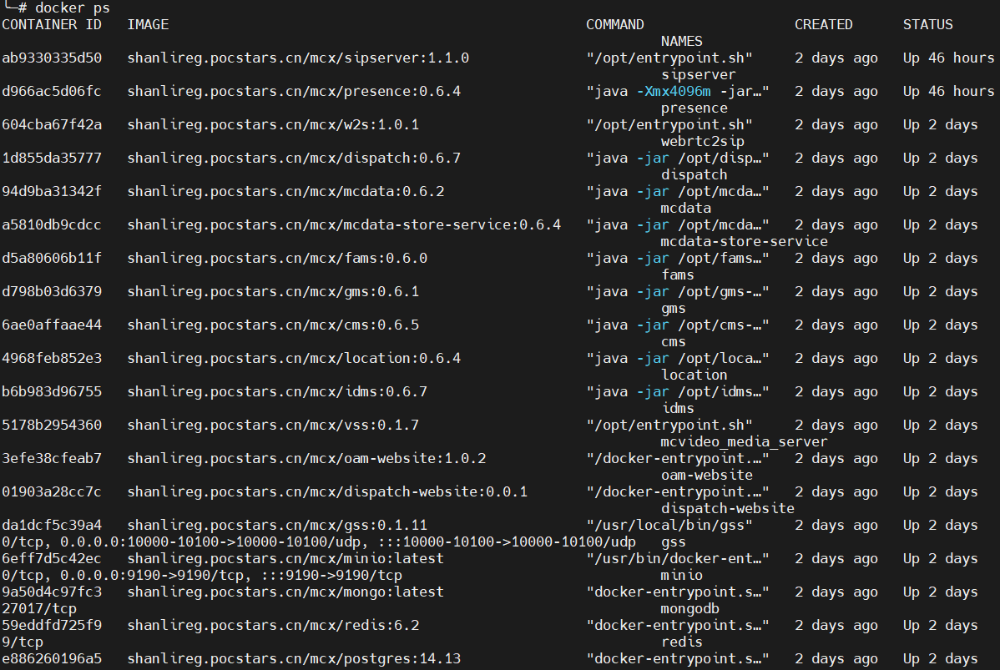 ╰─# docker ps
CONTAINER ID   IMAGE                                                  COMMAND                  CREATED      STATUS
                                                                               NAMES
ab9330335d50   shanlireg.pocstars.cn/mcx/sipserver:1.1.0              "/opt/entrypoint.sh"     2 days ago   Up 46 hours
                                                                               sipserver
d966ac5d06fc   shanlireg.pocstars.cn/mcx/presence:0.6.4               "java -Xmx4096m -jar…"   2 days ago   Up 46 hours
                                                                               presence
604cba67f42a   shanlireg.pocstars.cn/mcx/w2s:1.0.1                    "/opt/entrypoint.sh"     2 days ago   Up 2 days
                                                                               webrtc2sip
1d855da35777   shanlireg.pocstars.cn/mcx/dispatch:0.6.7               "java -jar /opt/disp…"   2 days ago   Up 2 days
                                                                               dispatch
94d9ba31342f   shanlireg.pocstars.cn/mcx/mcdata:0.6.2                 "java -jar /opt/mcda…"   2 days ago   Up 2 days
                                                                               mcdata
a5810db9cdcc   shanlireg.pocstars.cn/mcx/mcdata-store-service:0.6.4   "java -jar /opt/mcda…"   2 days ago   Up 2 days
                                                                               mcdata-store-service
d5a80606b11f   shanlireg.pocstars.cn/mcx/fams:0.6.0                   "java -jar /opt/fams…"   2 days ago   Up 2 days
                                                                               fams
d798b03d6379   shanlireg.pocstars.cn/mcx/gms:0.6.1                    "java -jar /opt/gms-…"   2 days ago   Up 2 days
                                                                               gms
6ae0affaae44   shanlireg.pocstars.cn/mcx/cms:0.6.5                    "java -jar /opt/cms-…"   2 days ago   Up 2 days
                                                                               cms
4968feb852e3   shanlireg.pocstars.cn/mcx/location:0.6.4               "java -jar /opt/loca…"   2 days ago   Up 2 days
                                                                               location
b6b983d96755   shanlireg.pocstars.cn/mcx/idms:0.6.7                   "java -jar /opt/idms…"   2 days ago   Up 2 days
                                                                               idms
5178b2954360   shanlireg.pocstars.cn/mcx/vss:0.1.7                    "/opt/entrypoint.sh"     2 days ago   Up 2 days
                                                                               mcvideo_media_server
3efe38cfeab7   shanlireg.pocstars.cn/mcx/oam-website:1.0.2            "/docker-entrypoint.…"   2 days ago   Up 2 days
                                                                               oam-website
01903a28cc7c   shanlireg.pocstars.cn/mcx/dispatch-website:0.0.1       "/docker-entrypoint.…"   2 days ago   Up 2 days
                                                                               dispatch-website
da1dcf5c39a4   shanlireg.pocstars.cn/mcx/gss:0.1.11                   "/usr/local/bin/gss"     2 days ago   Up 2 days
0/tcp, 0.0.0.0:10000-10100->10000-10100/udp, :::10000-10100->10000-10100/udp   gss
6eff7d5c42ec   shanlireg.pocstars.cn/mcx/minio:latest                 "/usr/bin/docker-ent…"   2 days ago   Up 2 days
0/tcp, 0.0.0.0:9190->9190/tcp, :::9190->9190/tcp                               minio
9a50d4c97fc3   shanlireg.pocstars.cn/mcx/mongo:latest                 "docker-entrypoint.s…"   2 days ago   Up 2 days
27017/tcp                                                                      mongodb
59eddfd725f9   shanlireg.pocstars.cn/mcx/redis:6.2                    "docker-entrypoint.s…"   2 days ago   Up 2 days
9/tcp                                                                          redis
e886260196a5   shanlireg.pocstars.cn/mcx/postgres:14.13               "docker-entrypoint.s…"   2 days ago   Up 2 days